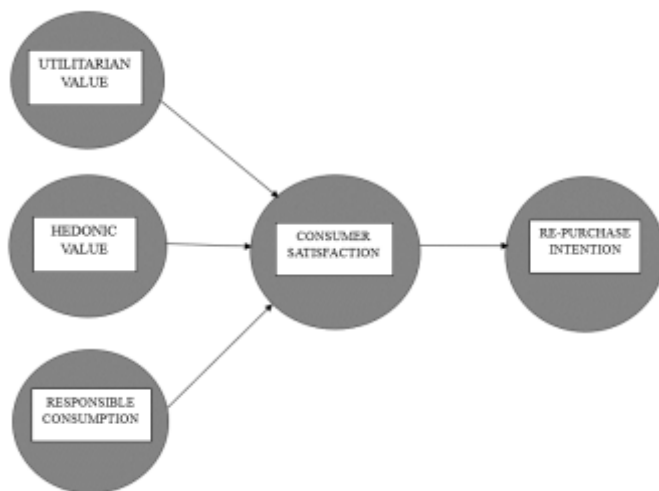 UTILITARIAN
VALUE
HEDONIC
VALUE
RESPONSIBLE
CONSUMPTION
CONSUMER
SATISFACTION
RE-PURCHASE
INTENTION